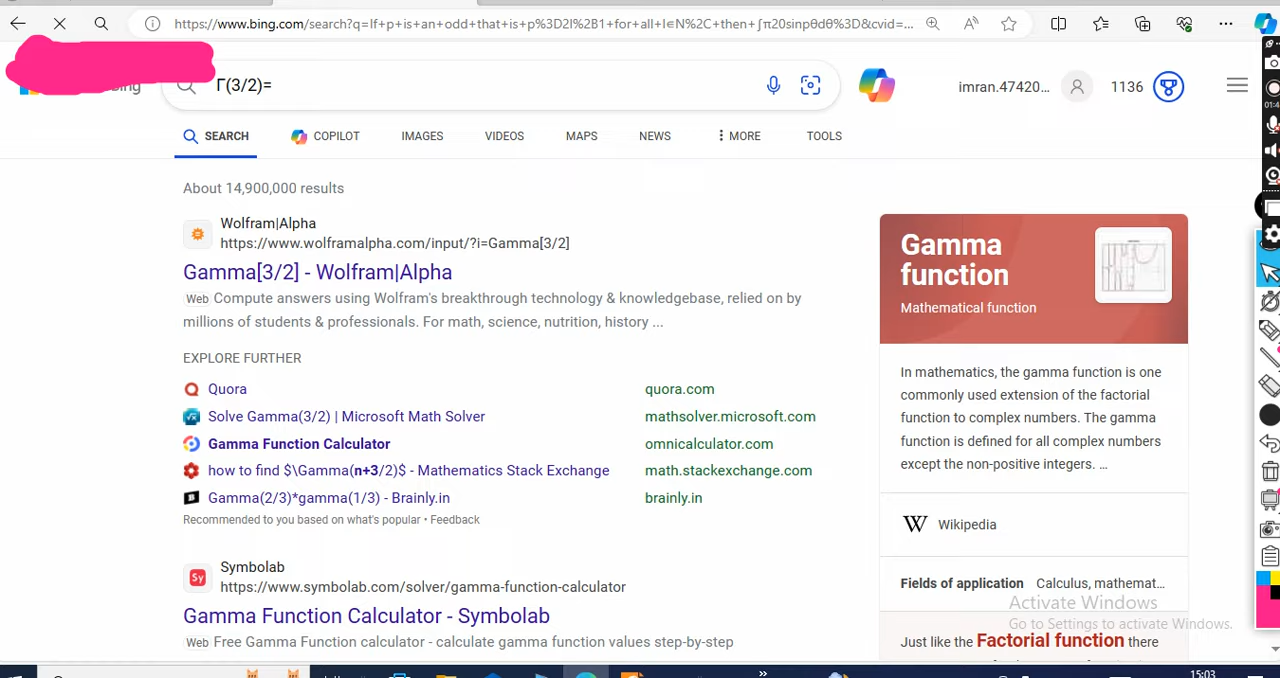 https://www.bing.com/search?q=If+p+is+an+odd+that+is+p%3D2l%2B1+for+all+l∈N%2C+then+∫π20sinpθdθ%3D&cvid=...
Γ(3/2)=
imran.47420...
1136
SEARCH
COPILOT
IMAGES
VIDEOS
MAPS
NEWS
MORE
TOOLS
About 14,900,000 results
Wolfram|Alpha
https://www.wolframalpha.com/input/?i=Gamma[3/2]
Gamma[3/2] - Wolfram|Alpha
Web Compute answers using Wolfram's breakthrough technology & knowledgebase, relied on by
millions of students & professionals. For math, science, nutrition, history ...
EXPLORE FURTHER
Quora quora.com
Solve Gamma(3/2) | Microsoft Math Solver mathsolver.microsoft.com
Gamma Function Calculator omnicalculator.com
how to find $\Gamma(n+3/2)$ - Mathematics Stack Exchange math.stackexchange.com
Gamma(2/3)*gamma(1/3) - Brainly.in brainly.in
Recommended to you based on what's popular • Feedback
Sy
Symbolab
https://www.symbolab.com/solver/gamma-function-calculator
Gamma Function Calculator - Symbolab
Web Free Gamma Function calculator - calculate gamma function values step-by-step
Gamma
function
Mathematical function
In mathematics, the gamma function is one
commonly used extension of the factorial
function to complex numbers. The gamma
function is defined for all complex numbers
except the non-positive integers. ...
W Wikipedia
Fields of application Calculus, mathemat...
Activate Windows
Go to Settings to activate Windows.
Just like the Factorial function there
15:03